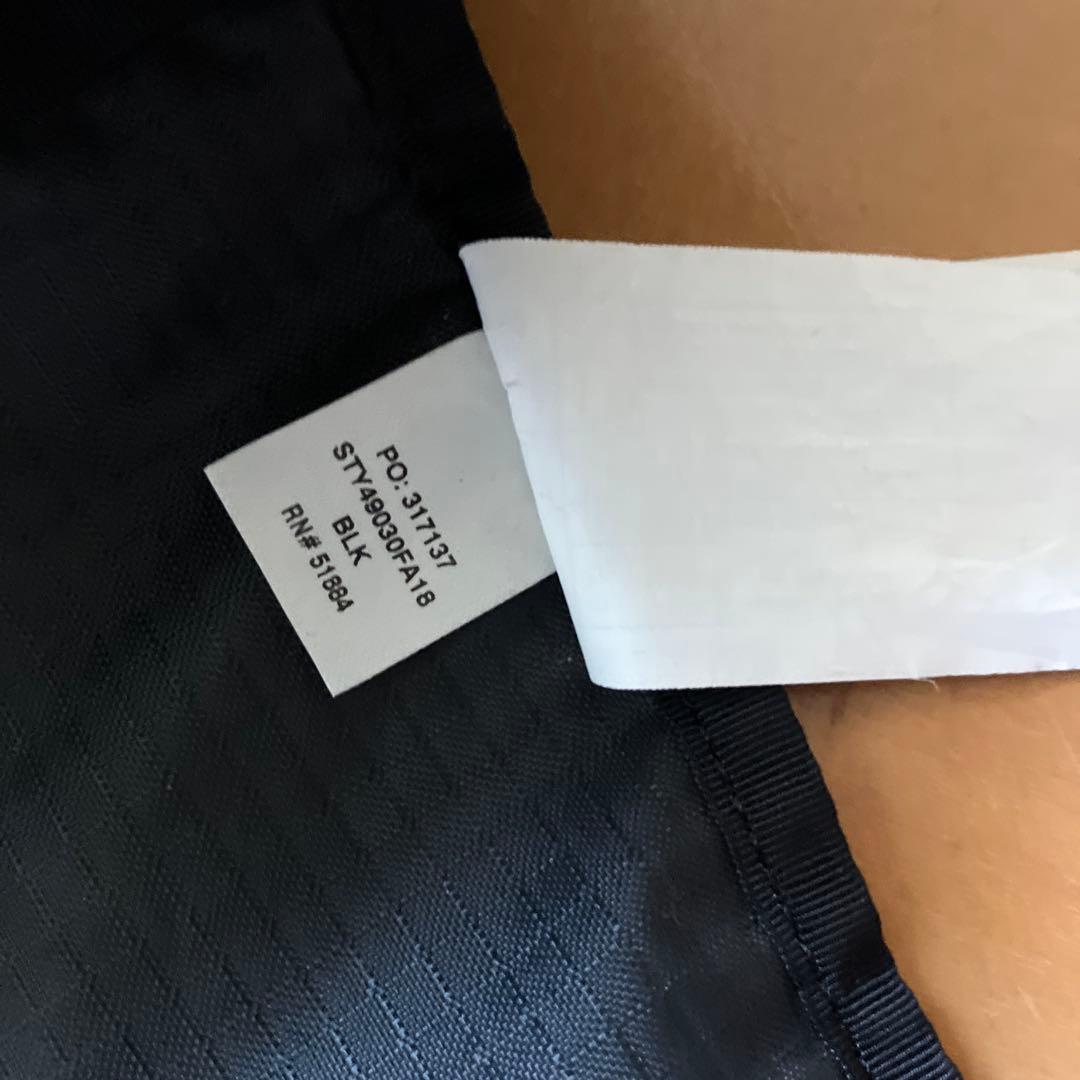 PO: 317137
STY49030FA18
BLK
RN# 51884